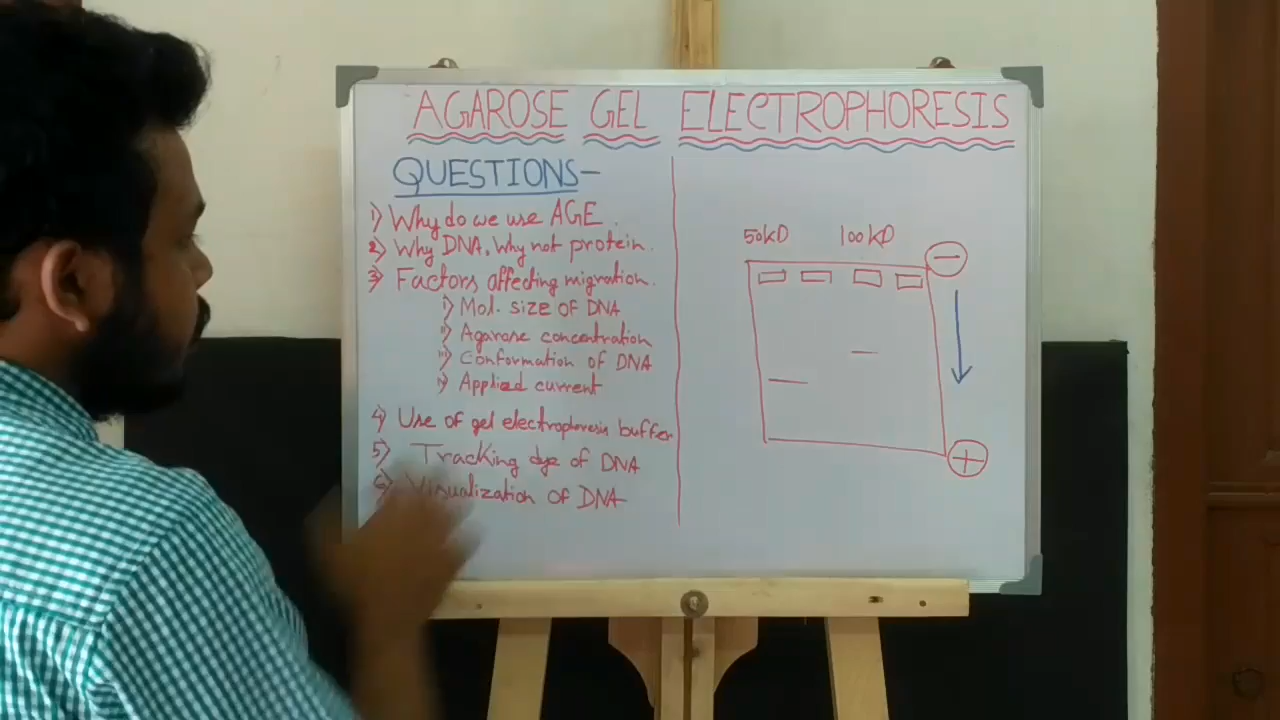 AGAROSE GEL ELECTROPHORESIS
QUESTIONS-
1) Why do we use AGE.
2) Why DNA, Why not protein.
3) Factors affecting migration.
i) Mol. size of DNA
ii) Agarose concentration
iii) Conformation of DNA
iv) Applied current
4) Use of gel electrophoresis buffer
5) Tracking dye of DNA
6) Visualization of DNA
50kD 100kD
−
+